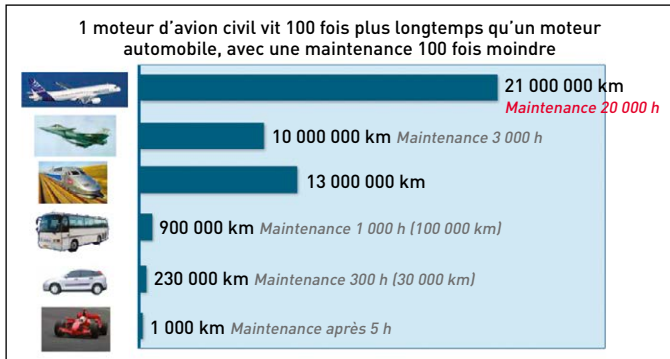 1 moteur d’avion civil vit 100 fois plus longtemps qu’un moteur
automobile, avec une maintenance 100 fois moindre
21 000 000 km
Maintenance 20 000 h
10 000 000 km Maintenance 3 000 h
13 000 000 km
900 000 km Maintenance 1 000 h (100 000 km)
230 000 km Maintenance 300 h (30 000 km)
1 000 km Maintenance après 5 h